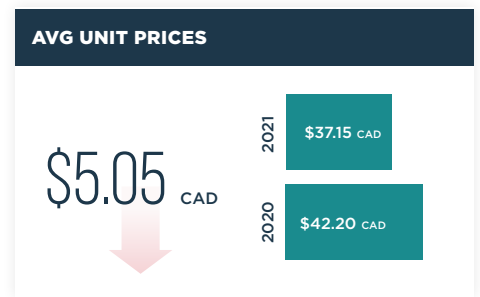 AVG UNIT PRICES
$5.05 CAD
2021
$37.15 CAD
2020
$42.20 CAD